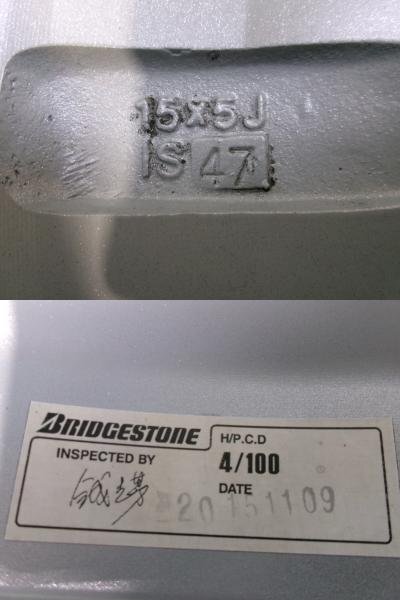 15x5J
IS 47
BRIDGESTONE
H/P.C.D
INSPECTED BY
4/100
DATE
20151109